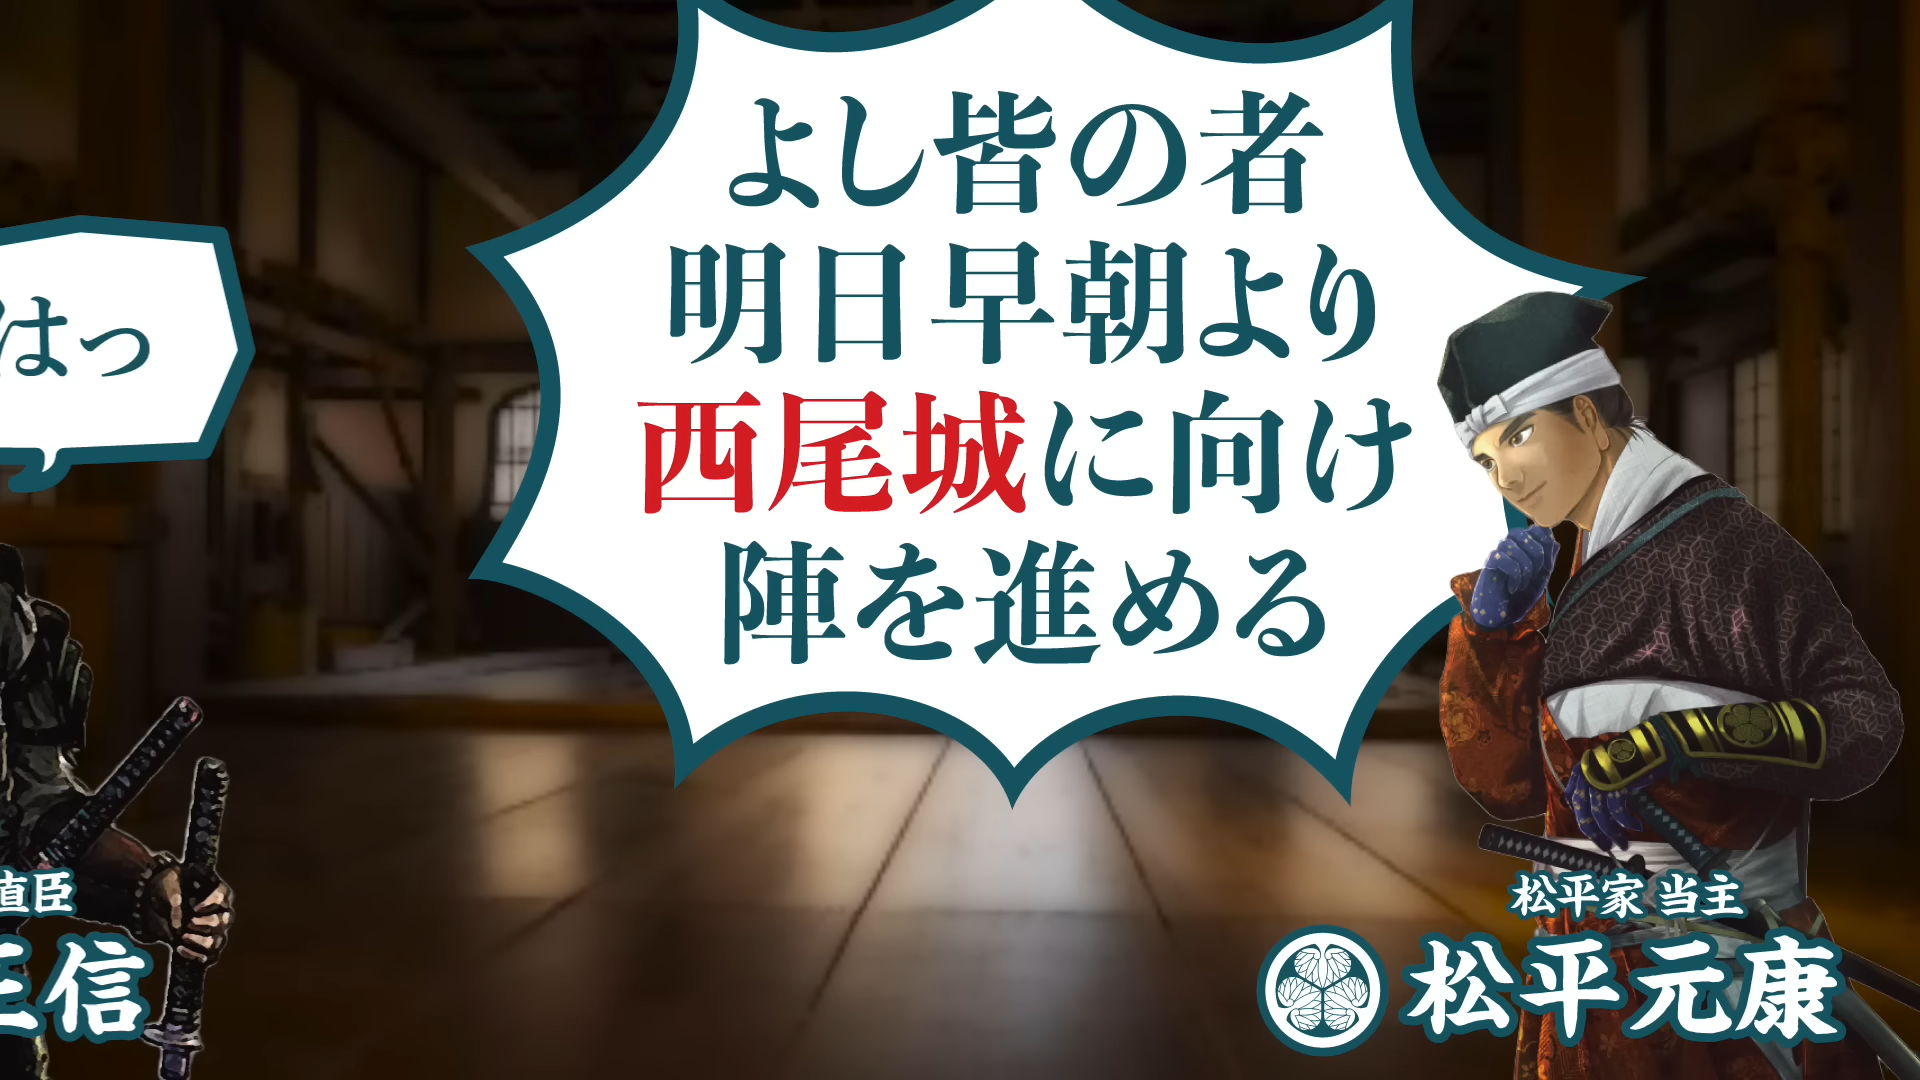 よし皆の者
明日早朝より
西尾城に向け
陣を進める
はっ
直臣
正信
松平家 当主
松平元康